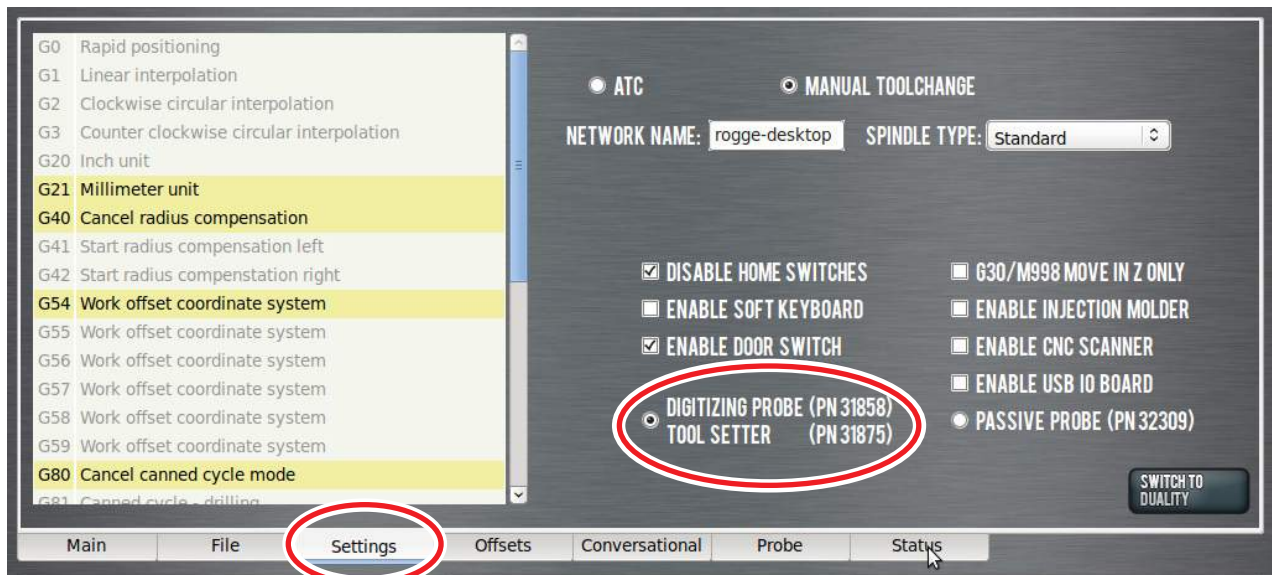 G0 Rapid positioning
G1 Linear interpolation
G2 Clockwise circular interpolation
G3 Counter clockwise circular interpolation
G20 Inch unit
G21 Millimeter unit
G40 Cancel radius compensation
G41 Start radius compensation left
G42 Start radius compenstation right
G54 Work offset coordinate system
G55 Work offset coordinate system
G56 Work offset coordinate system
G57 Work offset coordinate system
G58 Work offset coordinate system
G59 Work offset coordinate system
G80 Cancel canned cycle mode
G81 Canned cycle - drilling
ATC MANUAL TOOLCHANGE
NETWORK NAME: rogge-desktop SPINDLE TYPE: Standard
DISABLE HOME SWITCHES
ENABLE SOFT KEYBOARD
ENABLE DOOR SWITCH
DIGITIZING PROBE (PN 31858)
TOOL SETTER (PN 31875)
G30/M998 MOVE IN Z ONLY
ENABLE INJECTION MOLDER
ENABLE CNC SCANNER
ENABLE USB IO BOARD
PASSIVE PROBE (PN 32309)
SWITCH TO
DUALITY
Main File Settings Offsets Conversational Probe Status